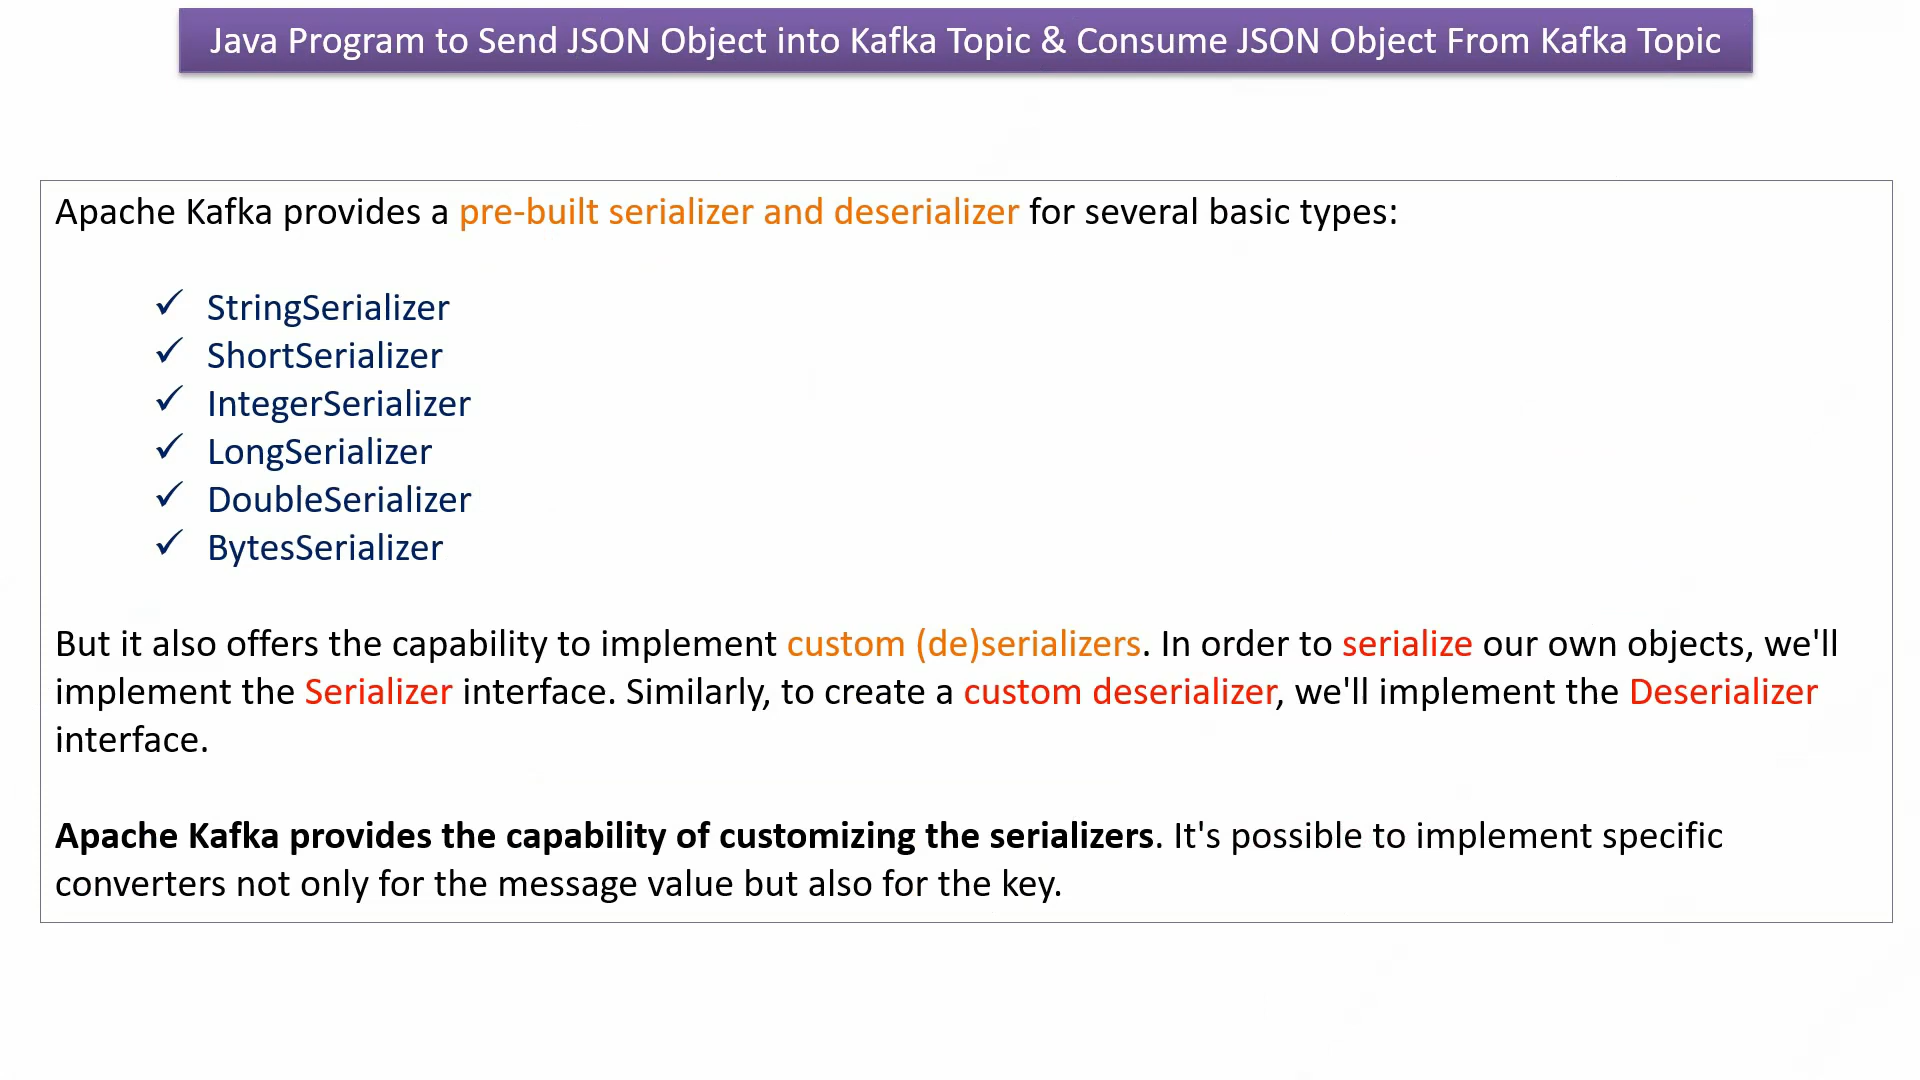 Java Program to Send JSON Object into Kafka Topic & Consume JSON Object From Kafka Topic
Apache Kafka provides a pre-built serializer and deserializer for several basic types:
✓ StringSerializer
✓ ShortSerializer
✓ IntegerSerializer
✓ LongSerializer
✓ DoubleSerializer
✓ BytesSerializer
But it also offers the capability to implement custom (de)serializers. In order to serialize our own objects, we'll
implement the Serializer interface. Similarly, to create a custom deserializer, we'll implement the Deserializer
interface.
Apache Kafka provides the capability of customizing the serializers. It's possible to implement specific
converters not only for the message value but also for the key.